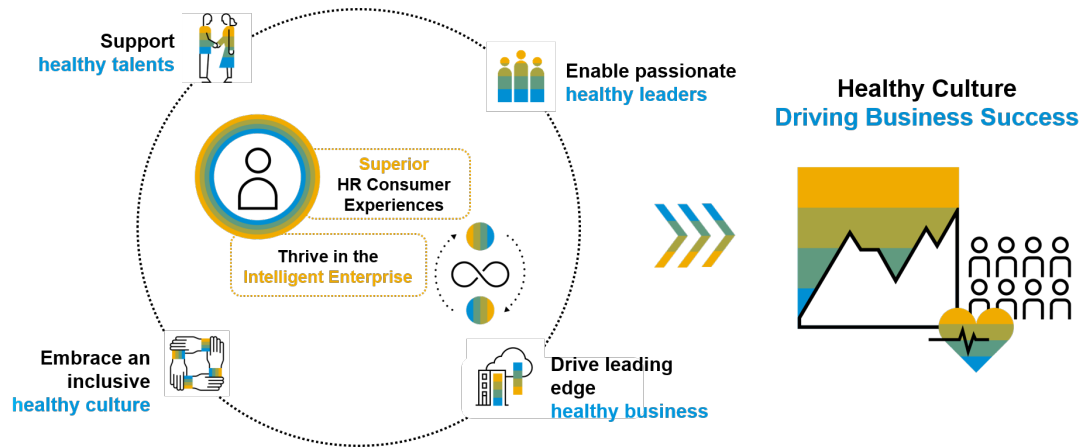 Support
healthy talents
Enable passionate
healthy leaders
Superior
HR Consumer
Experiences
Thrive in the
Intelligent Enterprise
Embrace an
inclusive
healthy culture
Drive leading
edge
healthy business
Healthy Culture
Driving Business Success